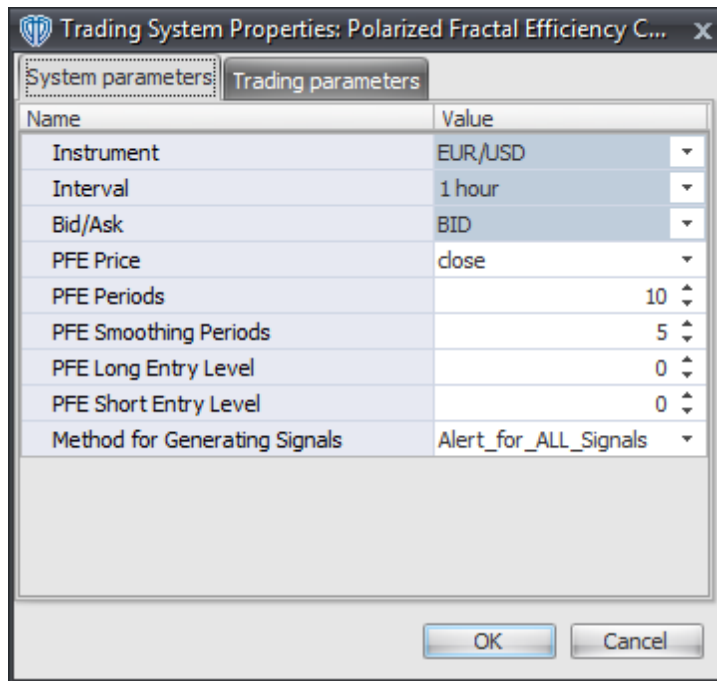 Trading System Properties: Polarized Fractal Efficiency C... x
System parameters Trading parameters
Name Value
Instrument EUR/USD
Interval 1 hour
Bid/Ask BID
PFE Price close
PFE Periods 10
PFE Smoothing Periods 5
PFE Long Entry Level 0
PFE Short Entry Level 0
Method for Generating Signals Alert_for_ALL_Signals
OK Cancel